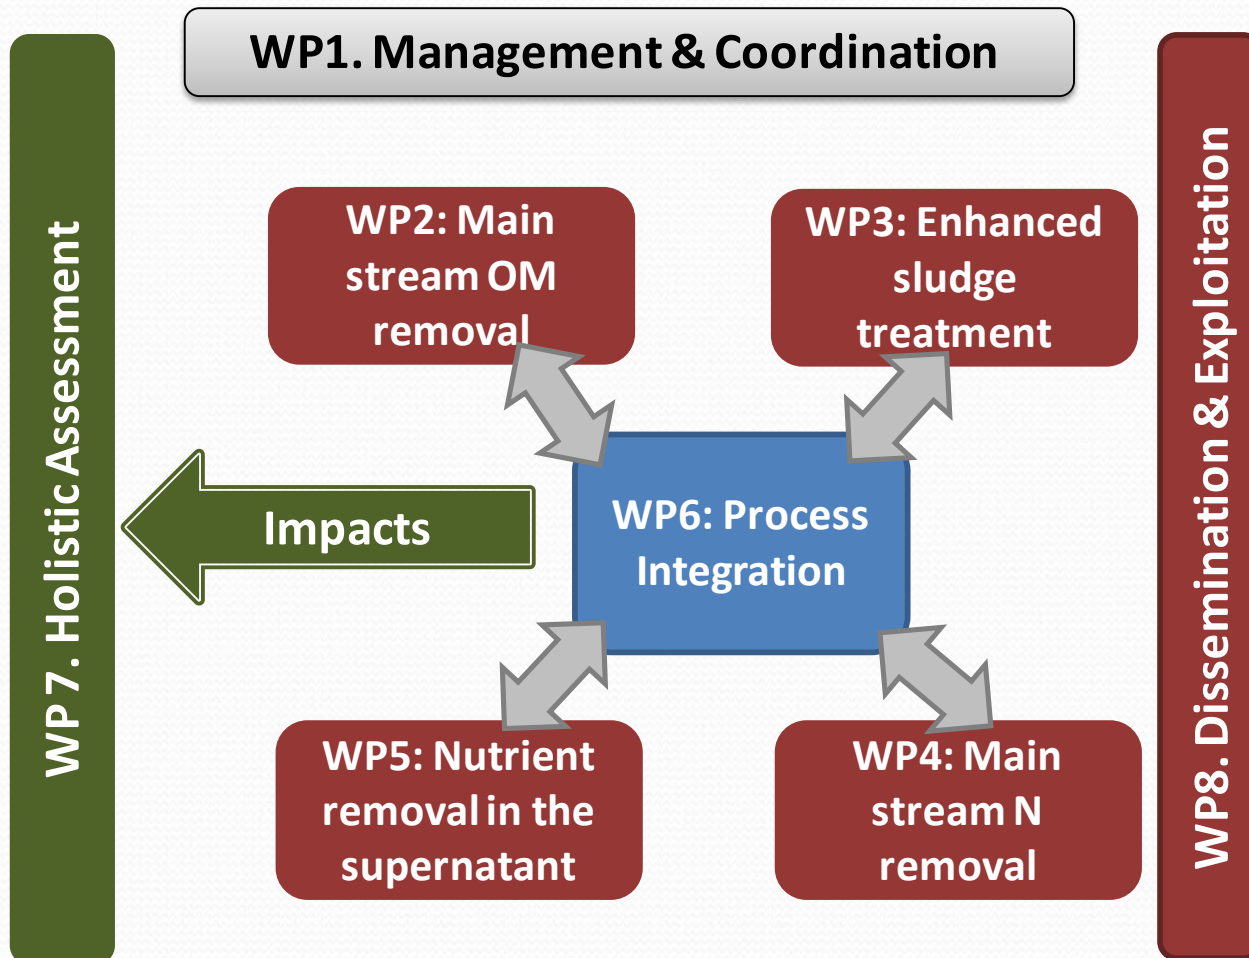 WP1. Management & Coordination
WP 7. Holistic Assessment
WP2: Main
stream OM
removal
WP3: Enhanced
sludge
treatment
WP8. Dissemination & Exploitation
Impacts
WP6: Process
Integration
WP5: Nutrient
removal in the
supernatant
WP4: Main
stream N
removal